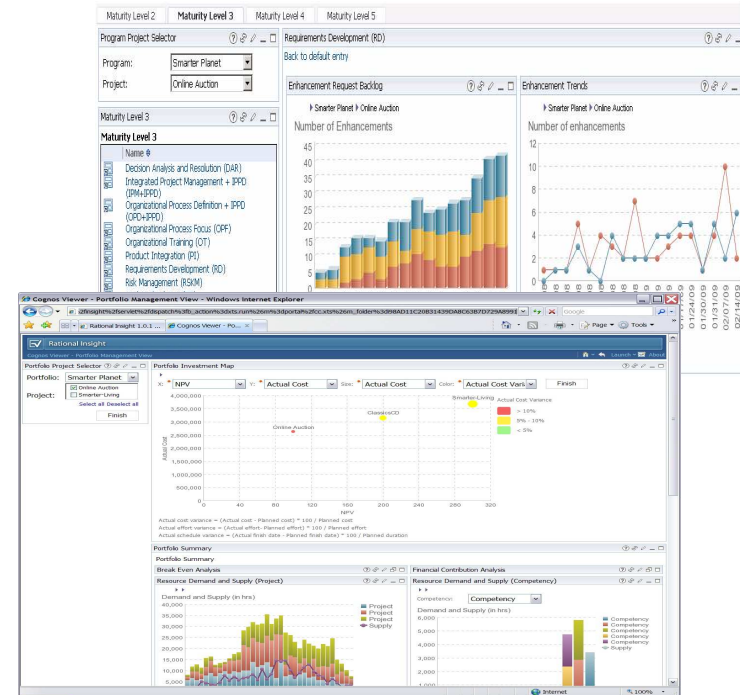 Maturity Level 2 Maturity Level 3 Maturity Level 4 Maturity Level 5
Program Project Selector
Program: Smarter Planet
Project: Online Auction
Maturity Level 3
Maturity Level 3
Name
Decision Analysis and Resolution (DAR)
Integrated Project Management + IPPD
(IPM+IPPD)
Organizational Process Definition + IPPD
(OPD+IPPD)
Organizational Process Focus (OPF)
Organizational Training (OT)
Product Integration (PI)
Requirements Development (RD)
Risk Management (RSKM)
Requirements Development (RD)
Back to default entry
Enhancement Request Backlog
Smarter Planet Online Auction
Number of Enhancements
45
40
35
30
25
20
15
10
5
0
Enhancement Trends
Smarter Planet Online Auction
Number of enhancements
12
10
8
6
4
2
0
01/24/09
01/30/09
01/31/09
02/07/09
02/14/09
Cognos Viewer - Portfolio Management View - Windows Internet Explorer
Google
Rational Insight 1.0.1 ... Cognos Viewer - Po... Page Tools
Rational Insight
Cognos Viewer - Portfolio Management View Launch About
Portfolio Project Selector
Portfolio: Smarter Planet
Project: Online Auction
Smarter-Living
Select all Deselect all
Finish
Portfolio Investment Map
X: NPV Y: Actual Cost Size: Actual Cost Color: Actual Cost Vari Finish
4,000,000
3,500,000
3,000,000
2,500,000
2,000,000
1,500,000
1,000,000
500,000
0
Actual Cost
Online Auction
ClassicsCD
Smarter-Living
0 40 80 120 160 200 240 280 320
NPV
Actual Cost Variance
> 10%
5% - 10%
< 5%
Actual cost variance = (Actual cost - Planned cost) * 100 / Planned cost
Actual effort variance = (Actual effort- Planned effort) * 100 / Planned effort
Actual schedule variance = (Actual finish date - Planned finish date) * 100 / Planned duration
Portfolio Summary
Portfolio Summary
Break Even Analysis
Financial Contribution Analysis
Resource Demand and Supply (Project)
Demand and Supply (in hrs)
40,000
35,000
30,000
25,000
20,000
15,000
10,000
5,000
Project
Project
Project
Supply
Resource Demand and Supply (Competency)
Competency: Competency
Demand and Supply (in hrs)
6,000
5,000
4,000
3,000
2,000
1,000
Competency
Competency
Competency
Competency
Competency
Supply
Internet 100%